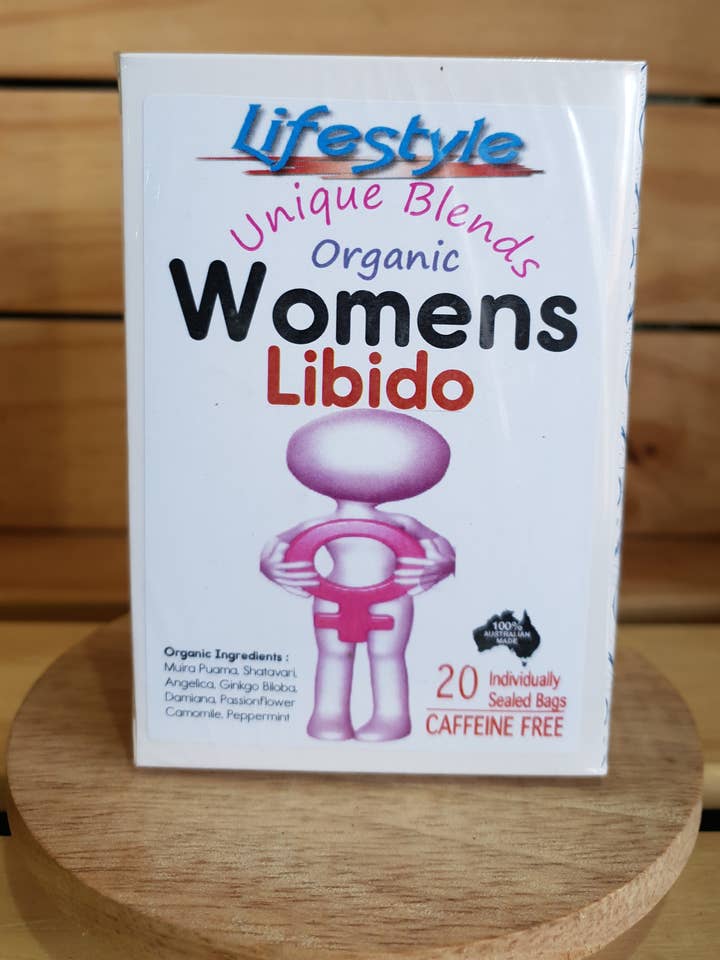 Lifestyle
Unique Blends
Organic
Womens
Libido
Organic Ingredients :
Muira Puama, Shatavari,
Angelica, Ginkgo Biloba,
Damiana, Passionflower
Camomile, Peppermint
100%
AUSTRALIAN
MADE
20 Individually
Sealed Bags
CAFFEINE FREE